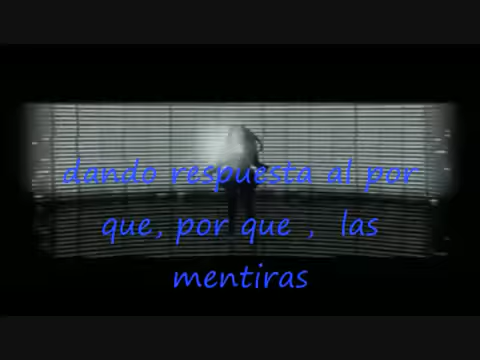 dando respuesta al por
que, por que , las
mentiras